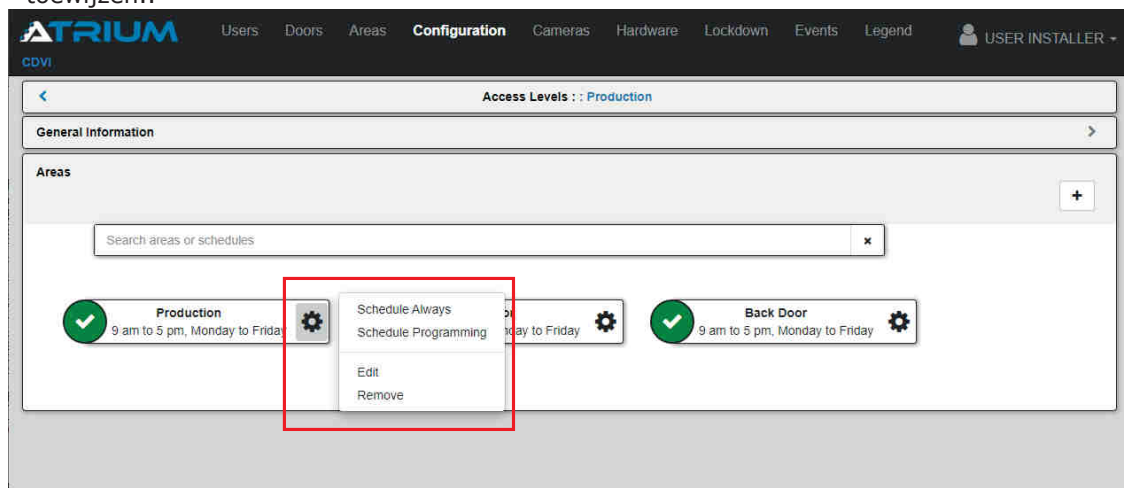 toewijzen..
ATRIUM
CDVI
Users Doors Areas Configuration Cameras Hardware Lockdown Events Legend USER INSTALLER
Access Levels : : Production
General Information
Areas
+
Search areas or schedules ×
Production
9 am to 5 pm, Monday to Friday
Schedule Always
Schedule Programming
Edit
Remove
to Friday
Back Door
9 am to 5 pm, Monday to Friday